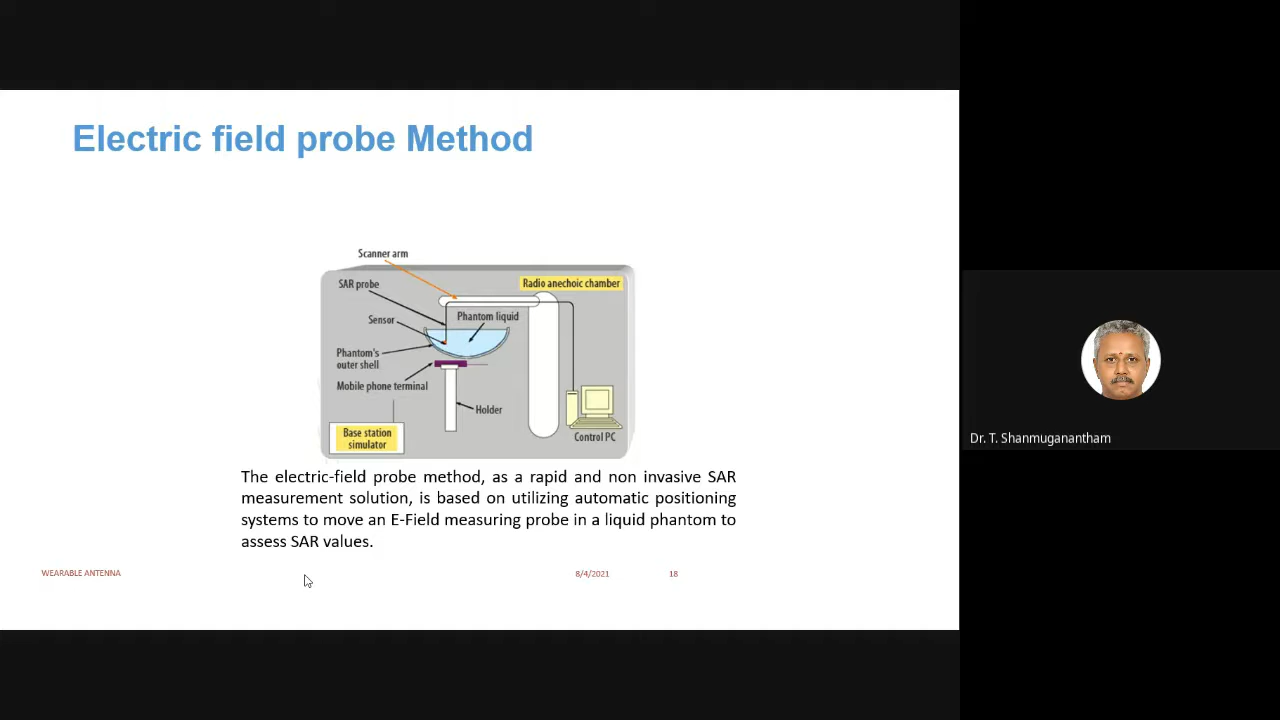 Electric field probe Method
Scanner arm
SAR probe
Radio anechoic chamber
Sensor
Phantom liquid
Phantom's
outer shell
Mobile phone terminal
Holder
Base station
simulator
Control PC
The electric-field probe method, as a rapid and non invasive SAR
measurement solution, is based on utilizing automatic positioning
systems to move an E-Field measuring probe in a liquid phantom to
assess SAR values.
WEARABLE ANTENNA
8/4/2021
18
Dr. T. Shanmuganantham